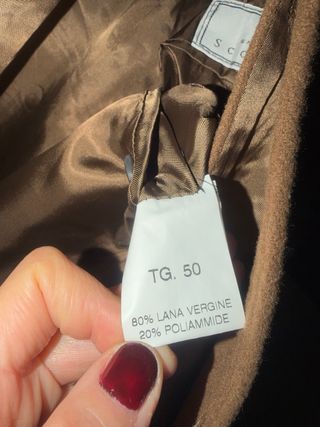 TG. 50
80% LANA VERGINE
20% POLIAMMIDE